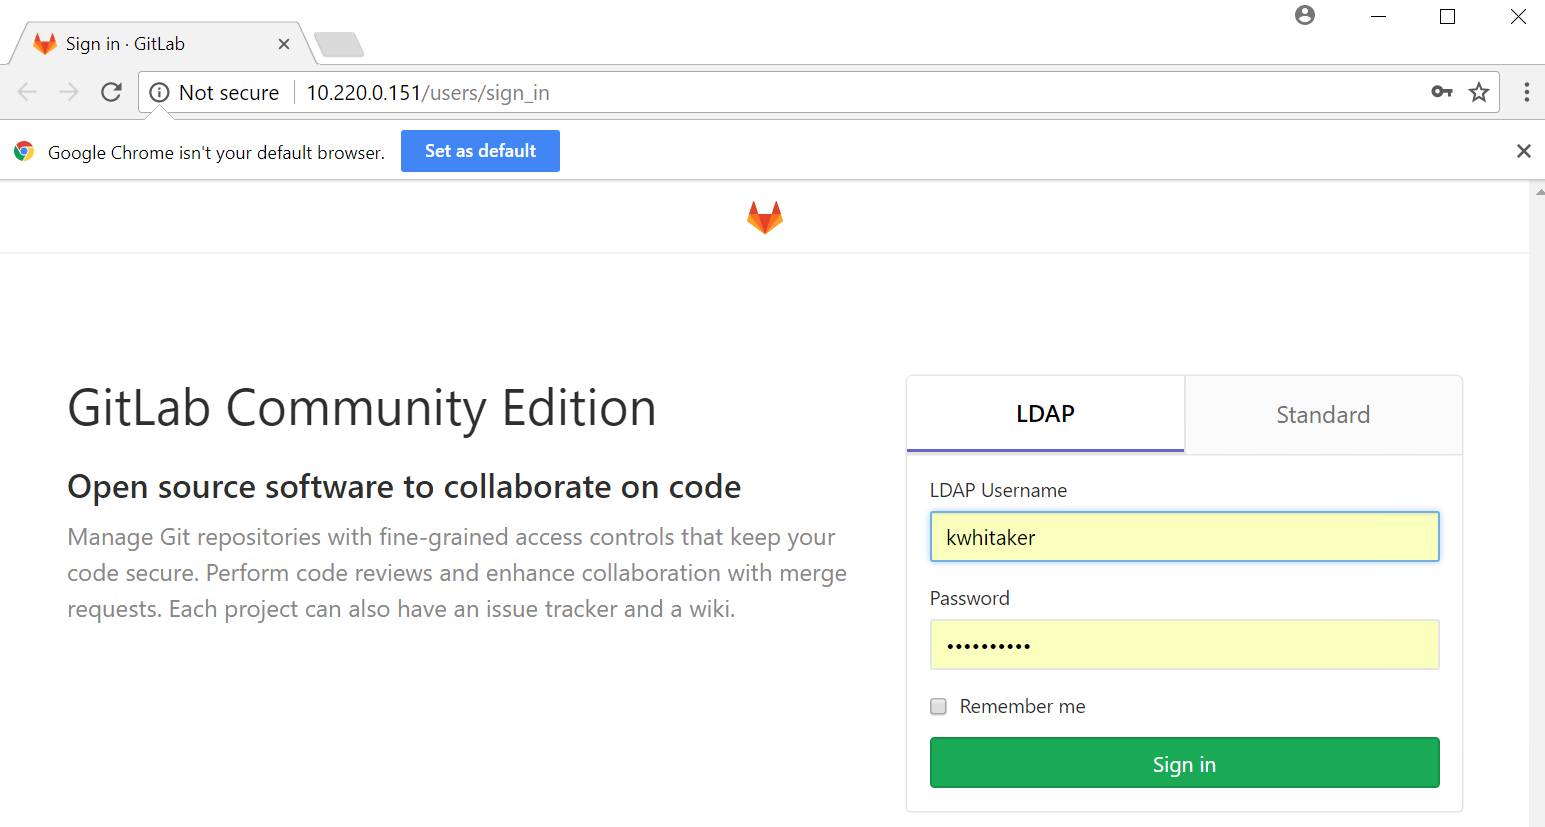 Sign in · GitLab
Not secure
10.220.0.151/users/sign_in
Google Chrome isn't your default browser.
Set as default
GitLab Community Edition
Open source software to collaborate on code
Manage Git repositories with fine-grained access controls that keep your
code secure. Perform code reviews and enhance collaboration with merge
requests. Each project can also have an issue tracker and a wiki.
LDAP
Standard
LDAP Username
kwhitaker
Password
••••••••••
Remember me
Sign in